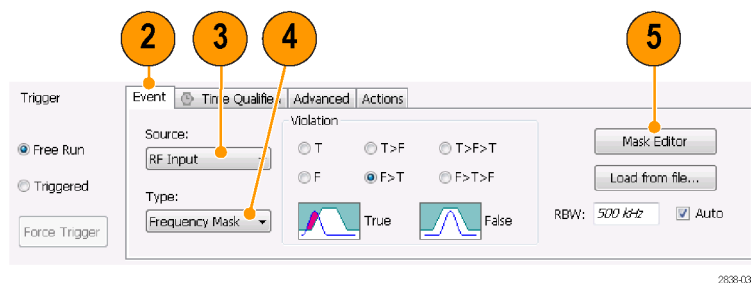 2 3 4 5
Trigger
Event Time Qualifier Advanced Actions
Free Run
Triggered
Force Trigger
Source:
RF Input
Type:
Frequency Mask
Violation
T T>F T>F>T
F F>T F>T>F
True False
Mask Editor
Load from file...
RBW: 500 kHz Auto
2838-03